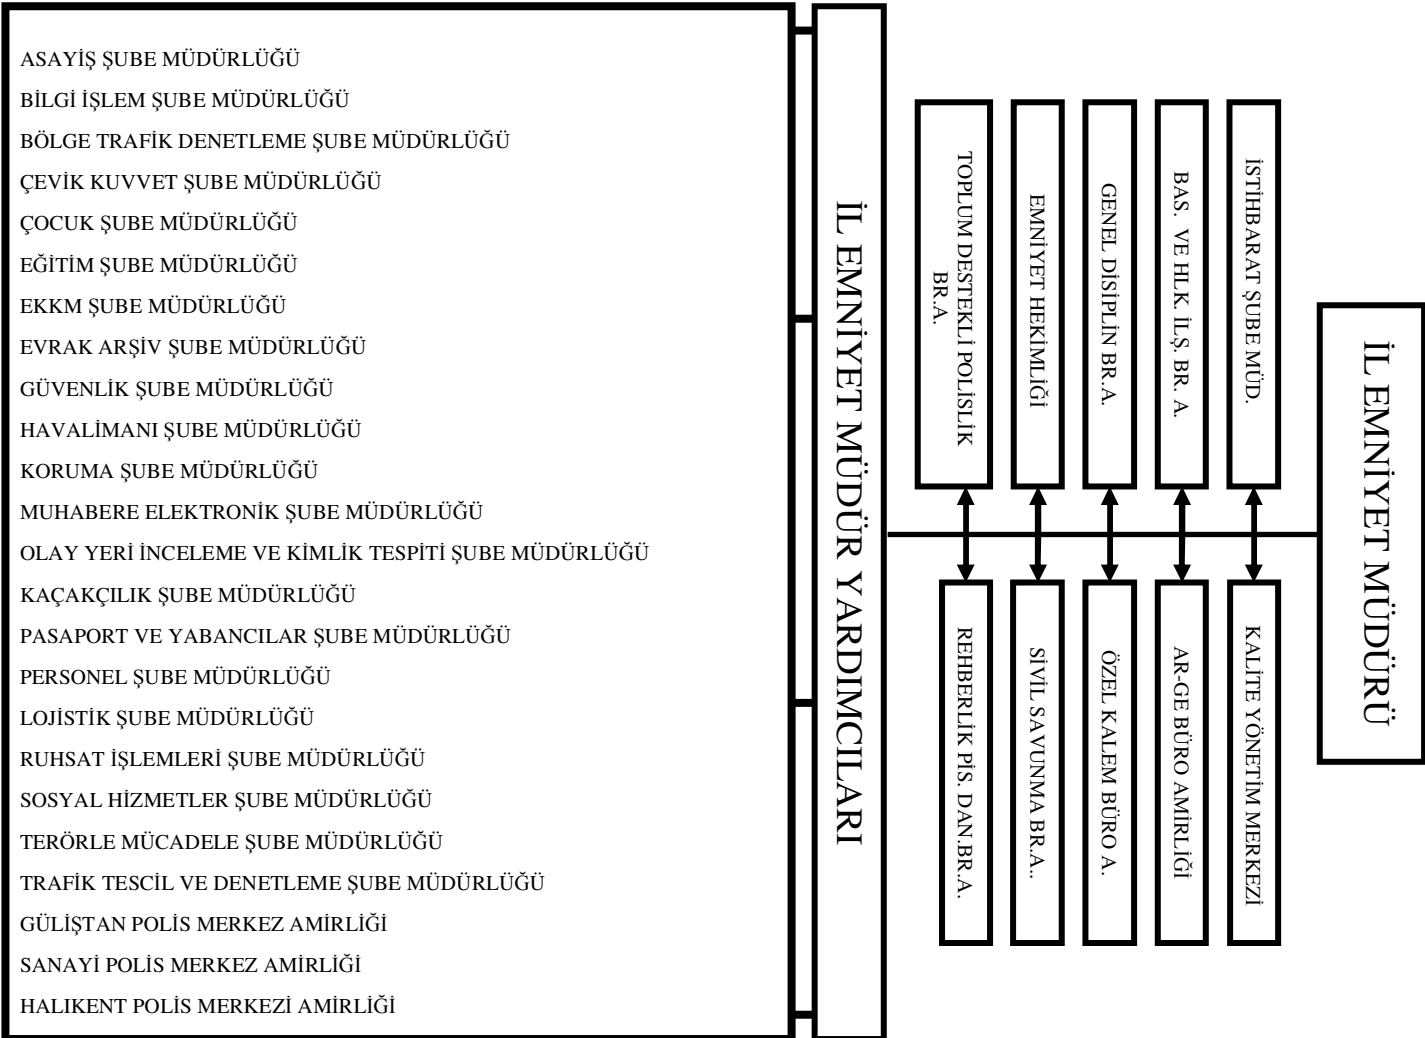 ASAYİŞ ŞUBE MÜDÜRLÜĞÜ
BİLGİ İŞLEM ŞUBE MÜDÜRLÜĞÜ
BÖLGE TRAFİK DENETLEME ŞUBE MÜDÜRLÜĞÜ
ÇEVİK KUVVET ŞUBE MÜDÜRLÜĞÜ
ÇOCUK ŞUBE MÜDÜRLÜĞÜ
EĞİTİM ŞUBE MÜDÜRLÜĞÜ
EKKM ŞUBE MÜDÜRLÜĞÜ
EVRAK ARŞİV ŞUBE MÜDÜRLÜĞÜ
GÜVENLİK ŞUBE MÜDÜRLÜĞÜ
HAVALİMANI ŞUBE MÜDÜRLÜĞÜ
KORUMA ŞUBE MÜDÜRLÜĞÜ
MUHABERE ELEKTRONİK ŞUBE MÜDÜRLÜĞÜ
OLAY YERİ İNCELEME VE KİMLİK TESPİTİ ŞUBE MÜDÜRLÜĞÜ
KAÇAKÇILIK ŞUBE MÜDÜRLÜĞÜ
PASAPORT VE YABANCILAR ŞUBE MÜDÜRLÜĞÜ
PERSONEL ŞUBE MÜDÜRLÜĞÜ
LOJİSTİK ŞUBE MÜDÜRLÜĞÜ
RUHSAT İŞLEMLERİ ŞUBE MÜDÜRLÜĞÜ
SOSYAL HİZMETLER ŞUBE MÜDÜRLÜĞÜ
TERÖRLE MÜCADELE ŞUBE MÜDÜRLÜĞÜ
TRAFİK TESCİL VE DENETLEME ŞUBE MÜDÜRLÜĞÜ
GÜLİŞTAN POLİS MERKEZ AMİRLİĞİ
SANAYİ POLİS MERKEZ AMİRLİĞİ
HALIKENT POLİS MERKEZİ AMİRLİĞİ
İL EMNİYET MÜDÜR YARDIMCILARI
TOPLUM DESTEKLİ POLİSLİK
BR.A.
EMNİYET HEKİMLİĞİ
GENEL DİSİPLİN BR.A.
BAS. VE HLK. İLŞ. BR. A.
İSTİHBARAT ŞUBE MÜD.
REHBERLİK PİS. DAN.BR.A.
SİVİL SAVUNMA BR.A..
ÖZEL KALEM BÜRO A.
AR-GE BÜRO AMİRLİĞİ
KALİTE YÖNETİM MERKEZİ
İL EMNİYET MÜDÜRÜ